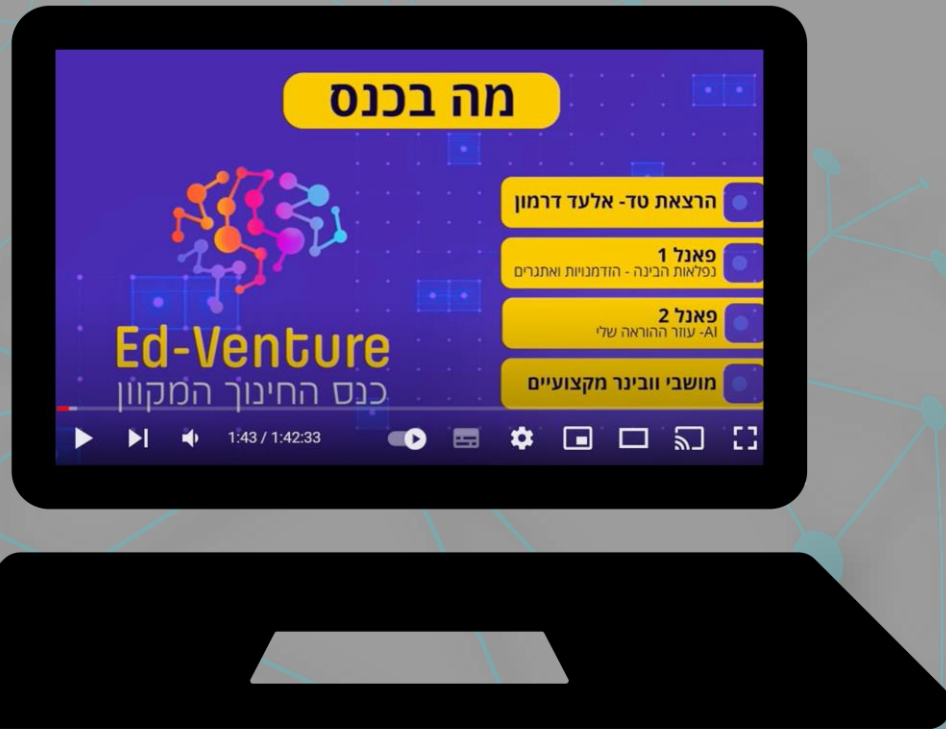 מה בכנס
הרצאת טד- אלעד דרמון
פאנל 1
נפלאות הבינה - הזדמנויות ואתגרים
פאנל 2
AI- עוזר ההוראה שלי
מושבי וובינר מקצועיים
Ed-Venture
כנס החינוך המקוון
1:43 / 1:42:33